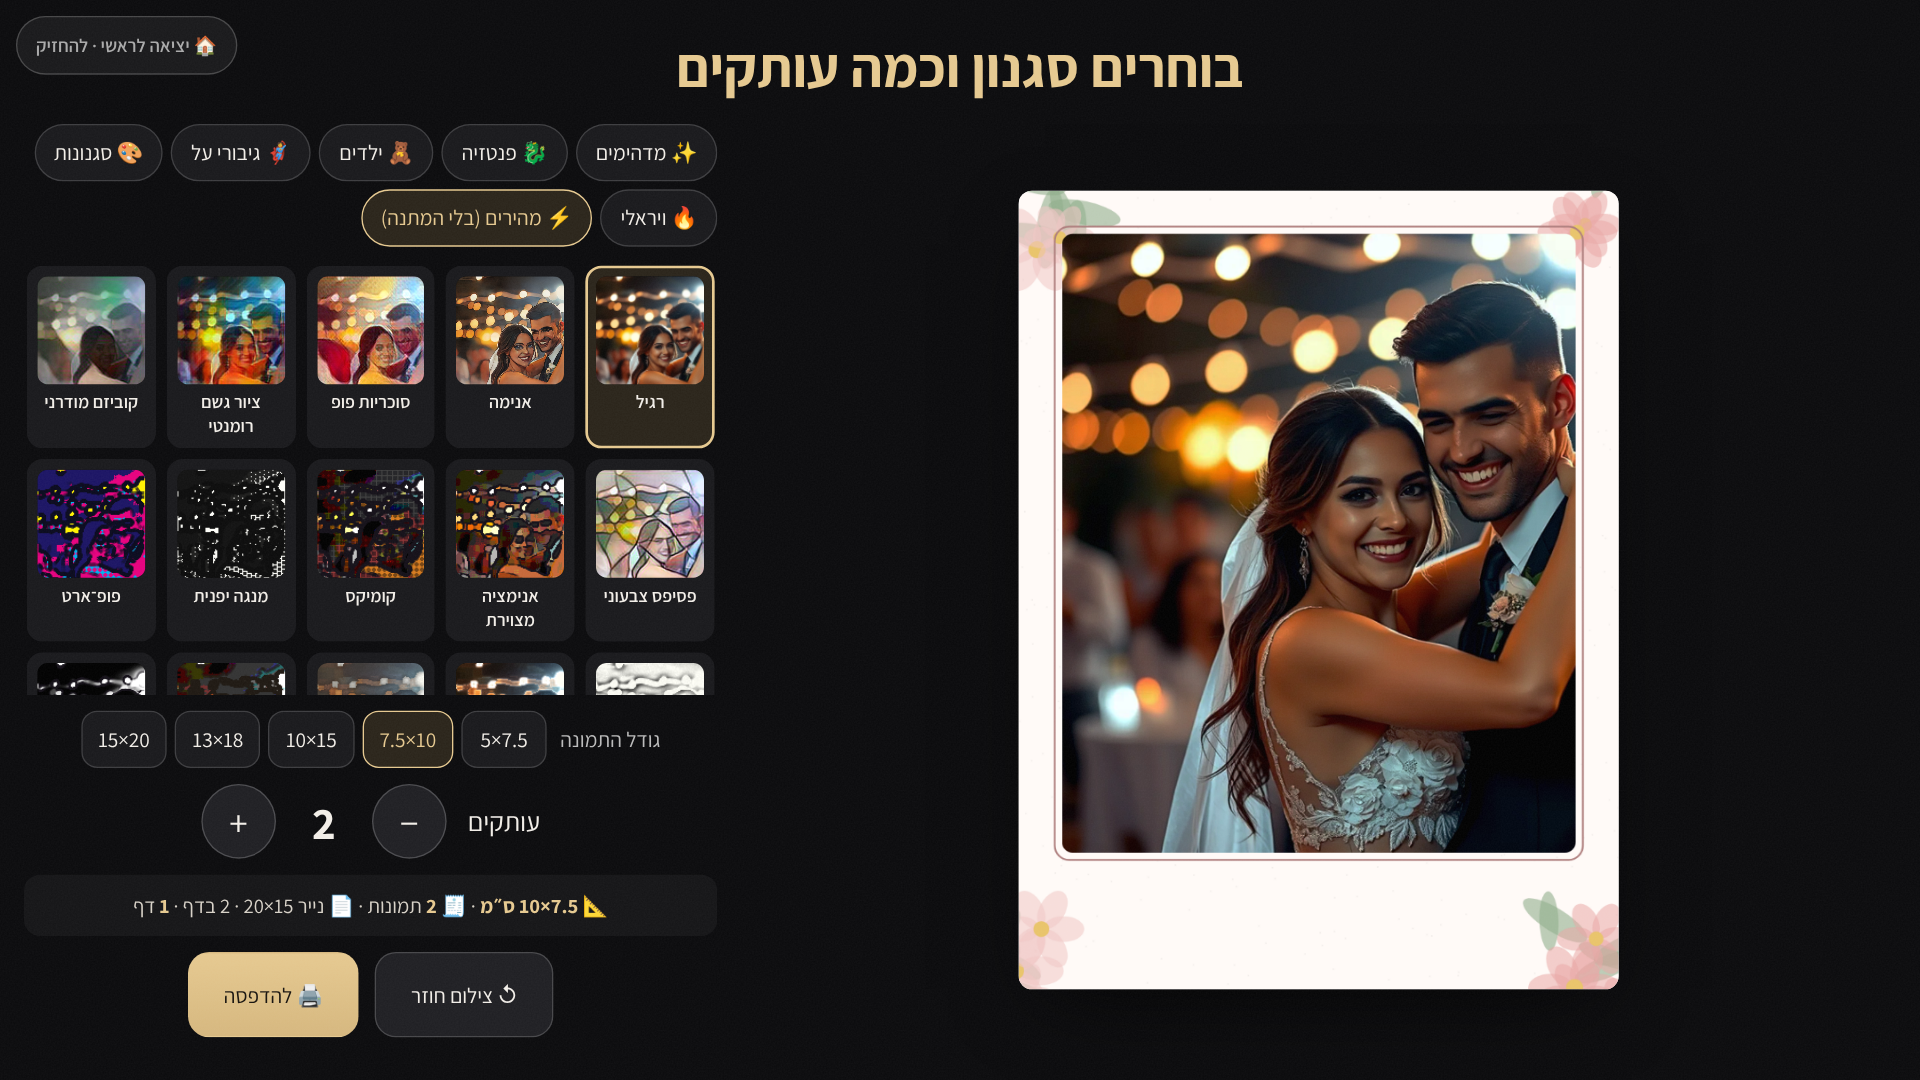 🏠 יציאה לראשי · להחזיק
בוחרים סגנון וכמה עותקים
✨ מדהימים
🐉 פנטזיה
🧸 ילדים
🦸 גיבורי על
🎨 סגנונות
🔥 ויראלי
⚡ מהירים (בלי המתנה)
רגיל
אנימה
סוכריות פופ
ציור גשם
רומנטי
קוביזם מודרני
פסיפס צבעוני
אנימציה
מצוירת
קומיקס
מנגה יפנית
פופ־ארט
גודל התמונה
5×7.5
7.5×10
10×15
13×18
15×20
עותקים
−
2
+
📐 10×7.5 ס״מ · 🧾 2 תמונות · 📄 נייר 20×15 · 2 בדף · 1 דף
↺ צילום חוזר
🖨️ להדפסה